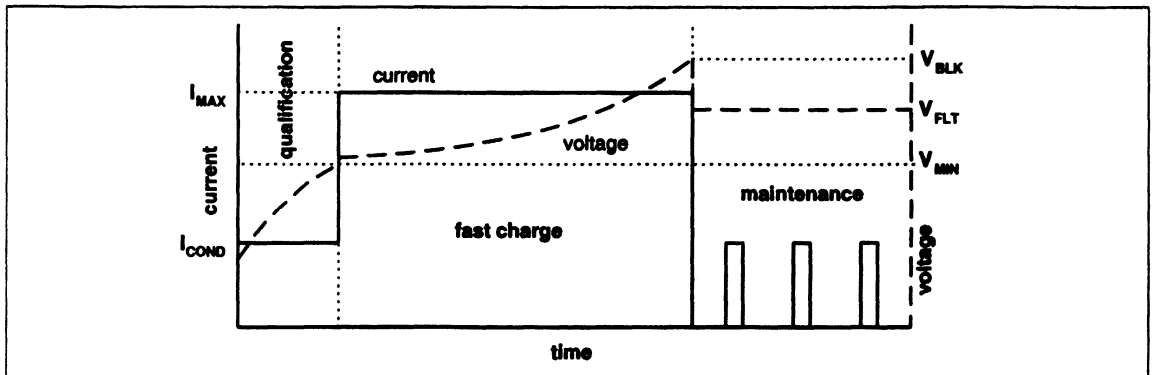 qualification
current
V_BLK
I_MAX
V_FLT
voltage
V_MIN
current
maintenance
fast charge
I_COND
voltage
time